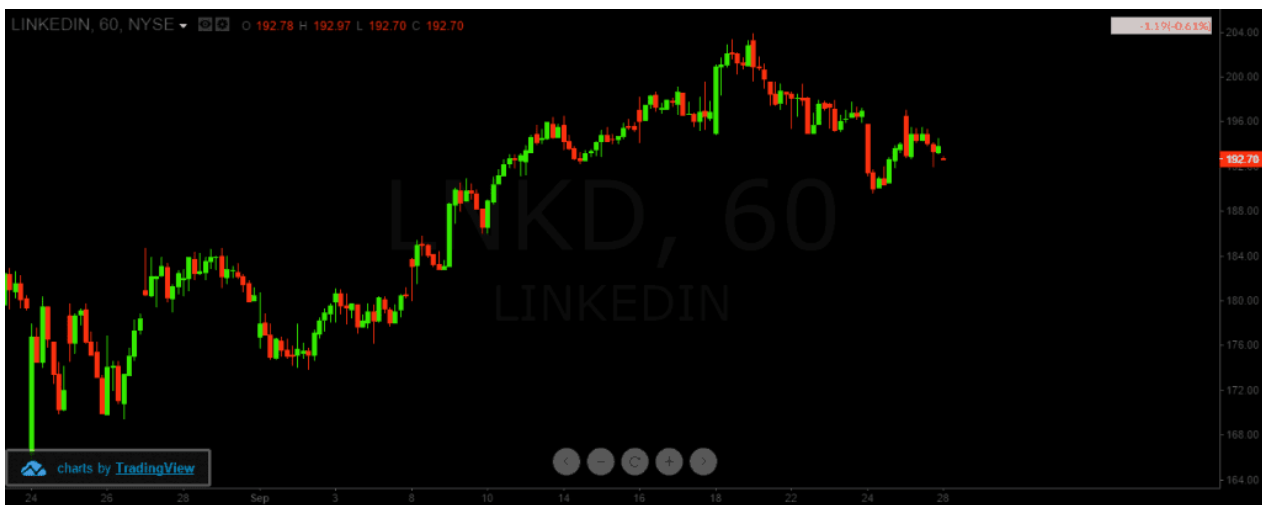 LINKEDIN, 60, NYSE O 192.78 H 192.97 L 192.70 C 192.70
-1.19(-0.61%)
204.00
200.00
196.00
192.70
192.00
188.00
184.00
180.00
176.00
172.00
168.00
164.00
LNKD, 60
LINKEDIN
charts by TradingView
24 26 28 Sep 3 8 10 14 16 18 22 24 28